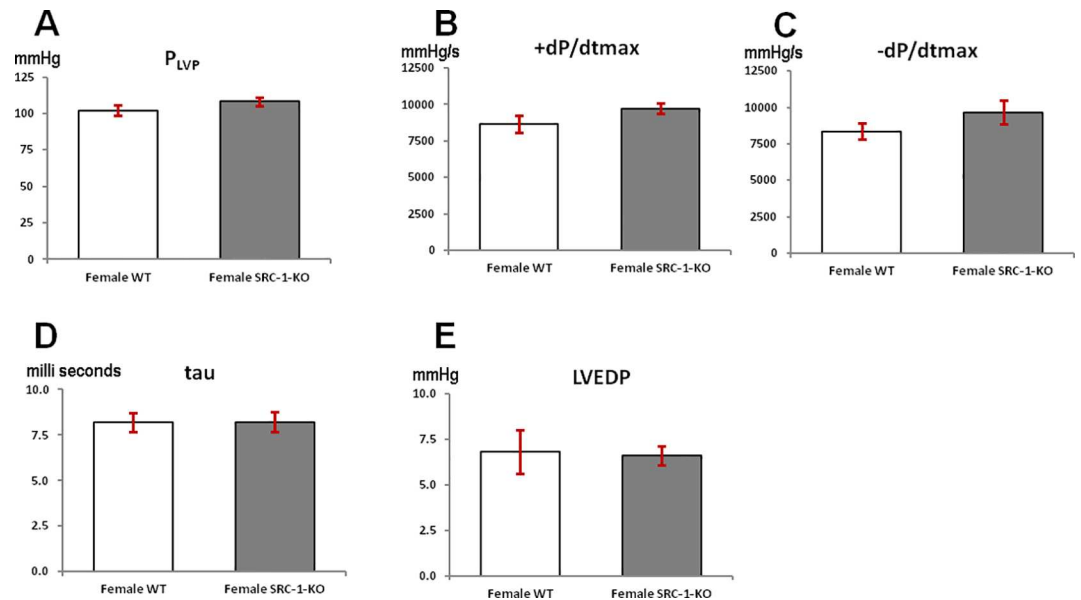 A
mmHg
P_LVP
125
100
75
50
25
0
Female WT Female SRC-1-KO
B
mmHg/s
+dP/dtmax
12500
10000
7500
5000
2500
0
Female WT Female SRC-1-KO
C
mmHg/s
-dP/dtmax
12500
10000
7500
5000
2500
0
Female WT Female SRC-1-KO
D
milli seconds
tau
10.0
7.5
5.0
2.5
0.0
Female WT Female SRC-1-KO
E
mmHg
LVEDP
10.0
7.5
5.0
2.5
0.0
Female WT Female SRC-1-KO